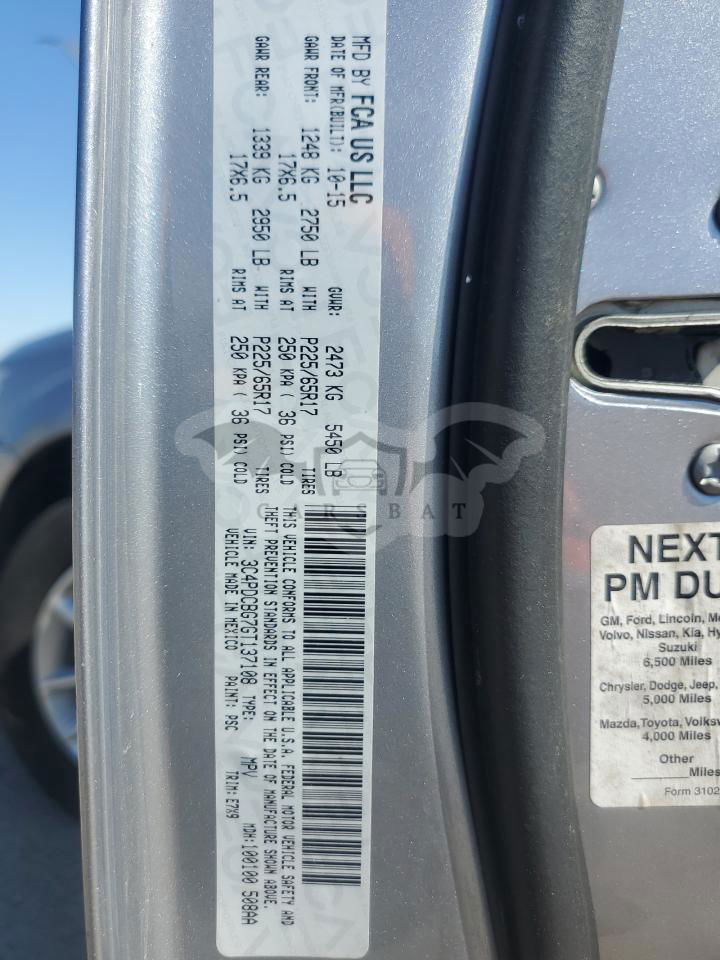 MFD BY FCA US LLC
DATE OF MFR(BUILT): 10-15 GVWR: 2473 KG 5450 LB
GAWR FRONT: 1248 KG 2750 LB WITH P225/65R17 TIRES
17X6.5 RIMS AT 250 KPA ( 36 PSI) COLD
GAWR REAR: 1339 KG 2950 LB WITH P225/65R17 TIRES
17X6.5 RIMS AT 250 KPA ( 36 PSI) COLD
THIS VEHICLE CONFORMS TO ALL APPLICABLE U.S.A. FEDERAL MOTOR VEHICLE SAFETY AND
THEFT PREVENTION STANDARDS IN EFFECT ON THE DATE OF MANUFACTURE SHOWN ABOVE.
VIN: 3C4PDCBG7GT137108 TYPE: MPV MDH:100100 508AA
VEHICLE MADE IN MEXICO PAINT: PSC TRIM: E7X9
CARSBAT
NEXT
PM DU
GM, Ford, Lincoln, Me
Volvo, Nissan, Kia, Hy
Suzuki
6,500 Miles
Chrysler, Dodge, Jeep,
5,000 Miles
Mazda,Toyota, Volksw
4,000 Miles
Other
Miles
Form 3102